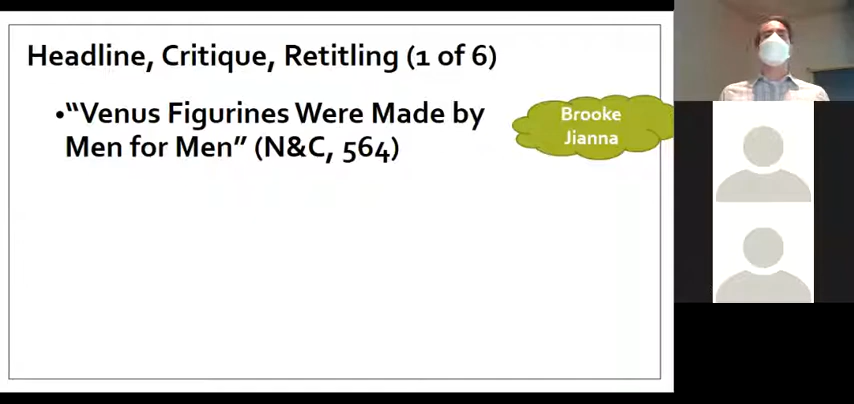 Headline, Critique, Retitling (1 of 6)
•“Venus Figurines Were Made by
Men for Men” (N&C, 564)
Brooke
Jianna